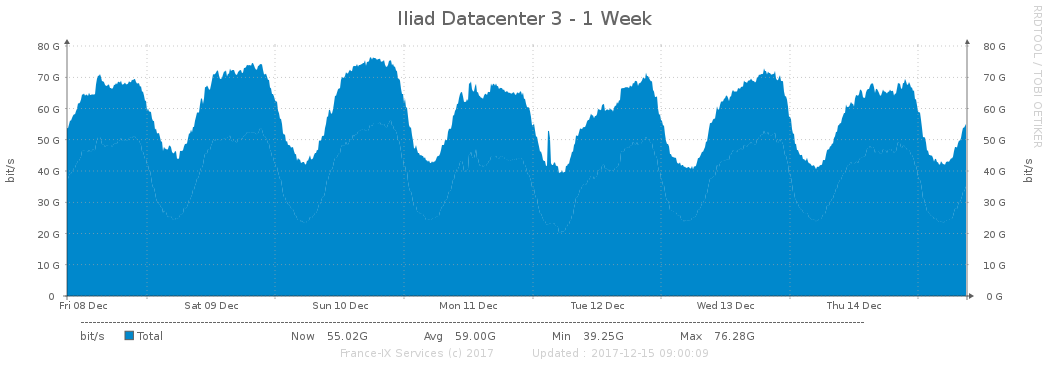 Iliad Datacenter 3 - 1 Week
RRDTOOL / TOBI OETIKER
80 G 80 G
70 G 70 G
60 G 60 G
50 G 50 G
40 G 40 G
30 G 30 G
20 G 20 G
10 G 10 G
0 0 G
bit/s bit/s
Fri 08 Dec Sat 09 Dec Sun 10 Dec Mon 11 Dec Tue 12 Dec Wed 13 Dec Thu 14 Dec
bit/s Total Now 55.02G Avg 59.00G Min 39.25G Max 76.28G
France-IX Services (c) 2017 Updated : 2017-12-15 09:00:09